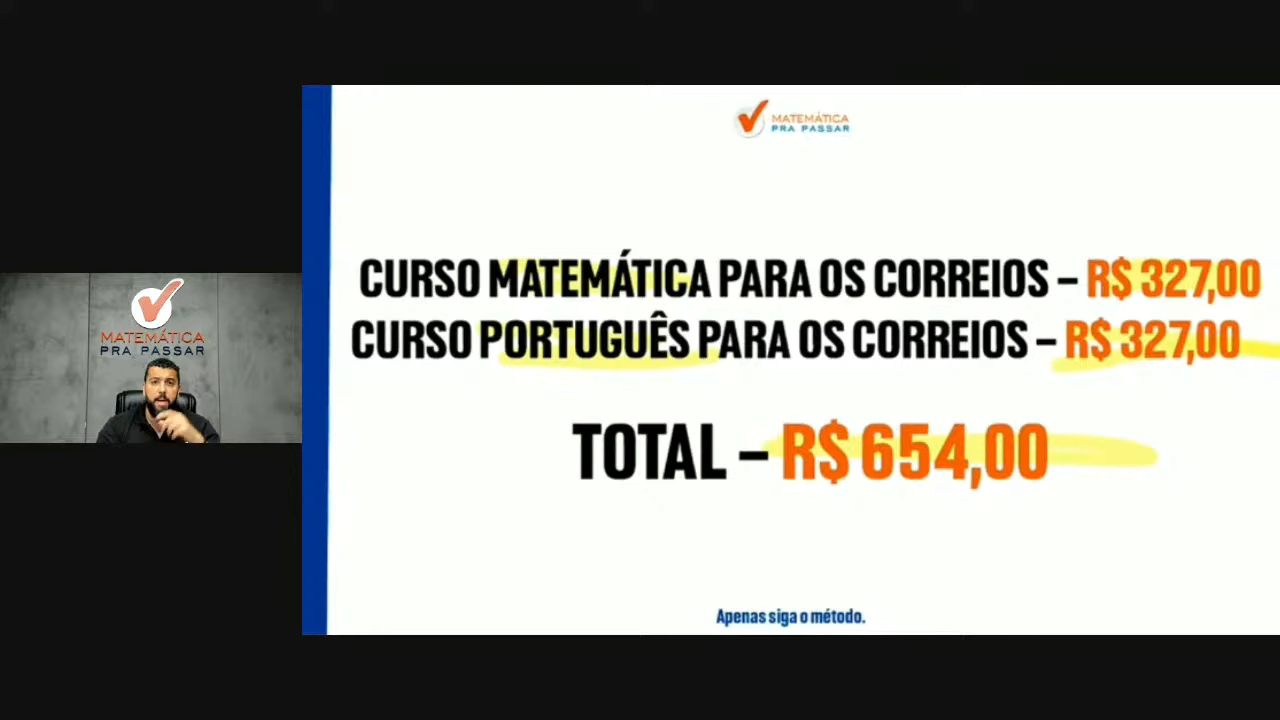 MATEMÁTICA
PRA PASSAR
CURSO MATEMÁTICA PARA OS CORREIOS – R$ 327,00
CURSO PORTUGUÊS PARA OS CORREIOS – R$ 327,00
TOTAL – R$ 654,00
Apenas siga o método.
MATEMÁTICA
PRA PASSAR